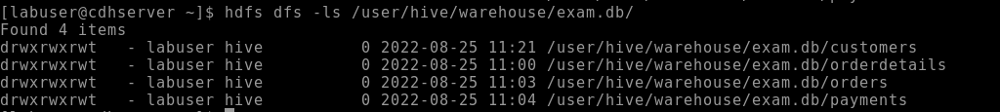 [labuser@cdhserver ~]$ hdfs dfs -ls /user/hive/warehouse/exam.db/
Found 4 items
drwxrwxrwt   - labuser hive          0 2022-08-25 11:21 /user/hive/warehouse/exam.db/customers
drwxrwxrwt   - labuser hive          0 2022-08-25 11:00 /user/hive/warehouse/exam.db/orderdetails
drwxrwxrwt   - labuser hive          0 2022-08-25 11:03 /user/hive/warehouse/exam.db/orders
drwxrwxrwt   - labuser hive          0 2022-08-25 11:04 /user/hive/warehouse/exam.db/payments